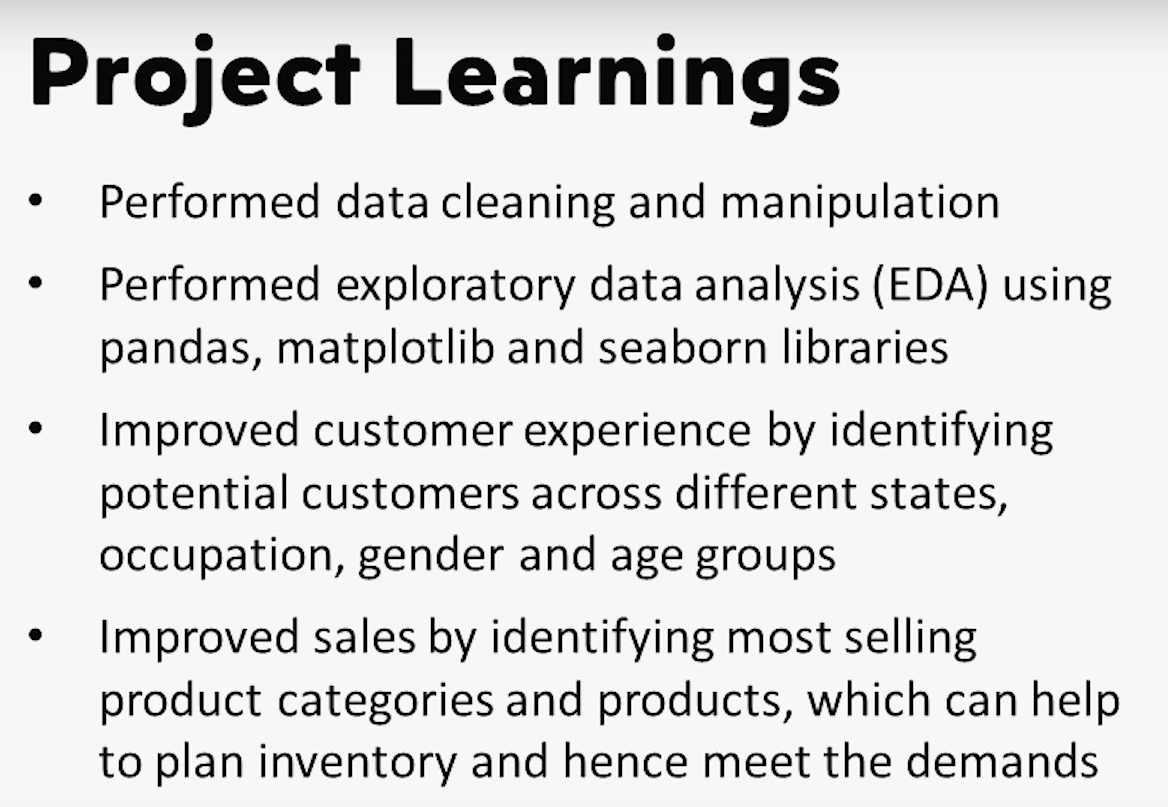 Project Learnings
• Performed data cleaning and manipulation
• Performed exploratory data analysis (EDA) using
pandas, matplotlib and seaborn libraries
• Improved customer experience by identifying
potential customers across different states,
occupation, gender and age groups
• Improved sales by identifying most selling
product categories and products, which can help
to plan inventory and hence meet the demands